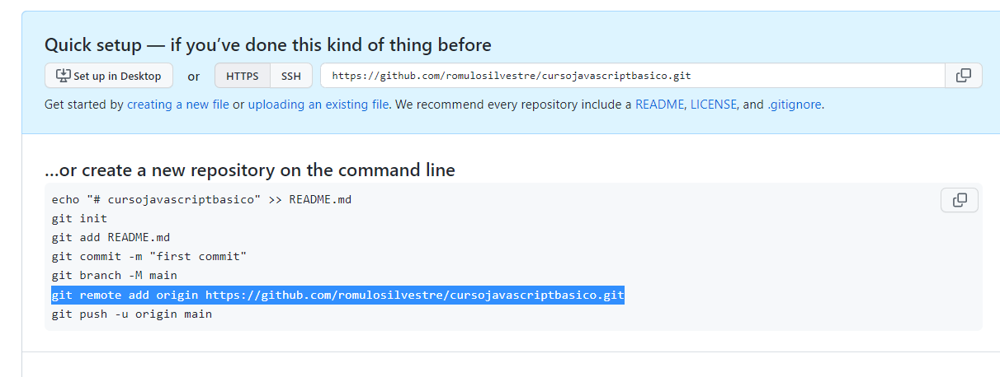 Quick setup — if you’ve done this kind of thing before
Set up in Desktop or HTTPS SSH https://github.com/romulosilvestre/cursojavascriptbasico.git
Get started by creating a new file or uploading an existing file. We recommend every repository include a README, LICENSE, and .gitignore.
…or create a new repository on the command line
echo "# cursojavascriptbasico" >> README.md
git init
git add README.md
git commit -m "first commit"
git branch -M main
git remote add origin https://github.com/romulosilvestre/cursojavascriptbasico.git
git push -u origin main